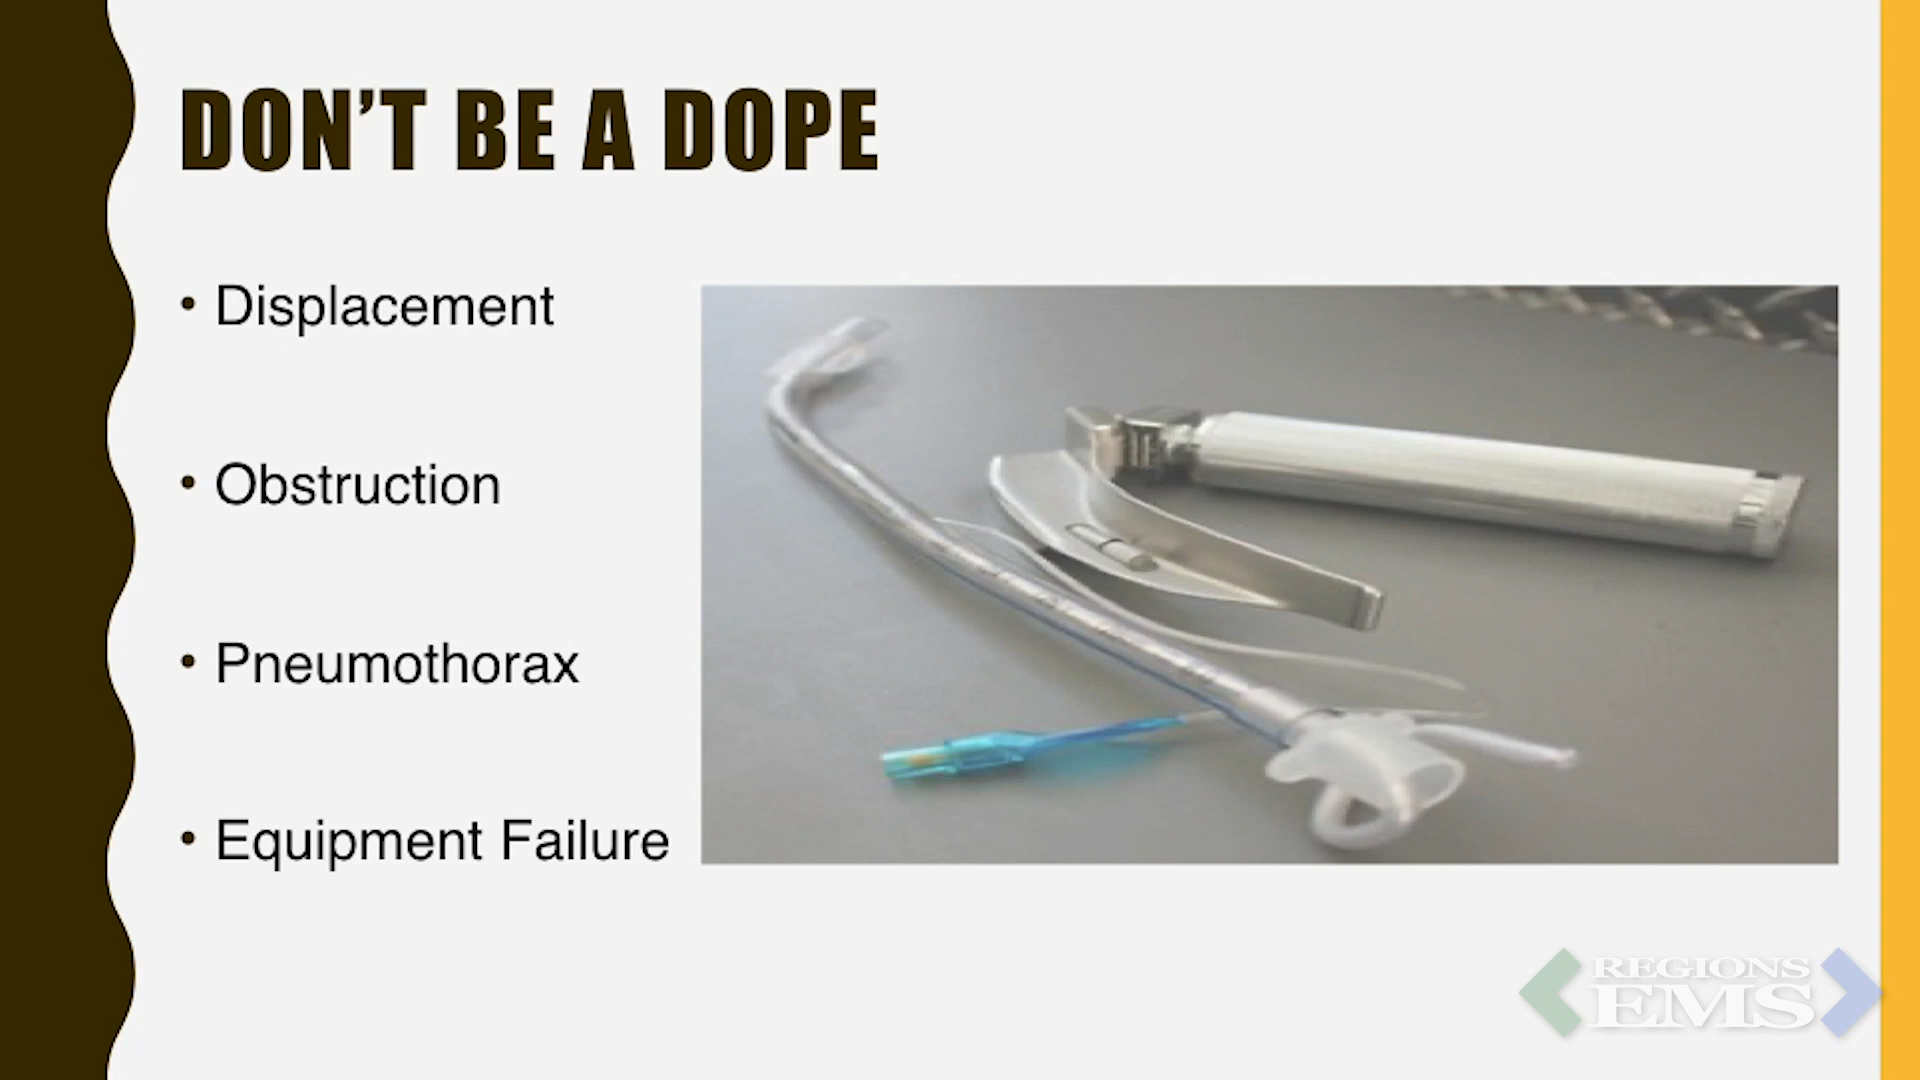 DON'T BE A DOPE
• Displacement
• Obstruction
• Pneumothorax
• Equipment Failure
REGIONS
EMS